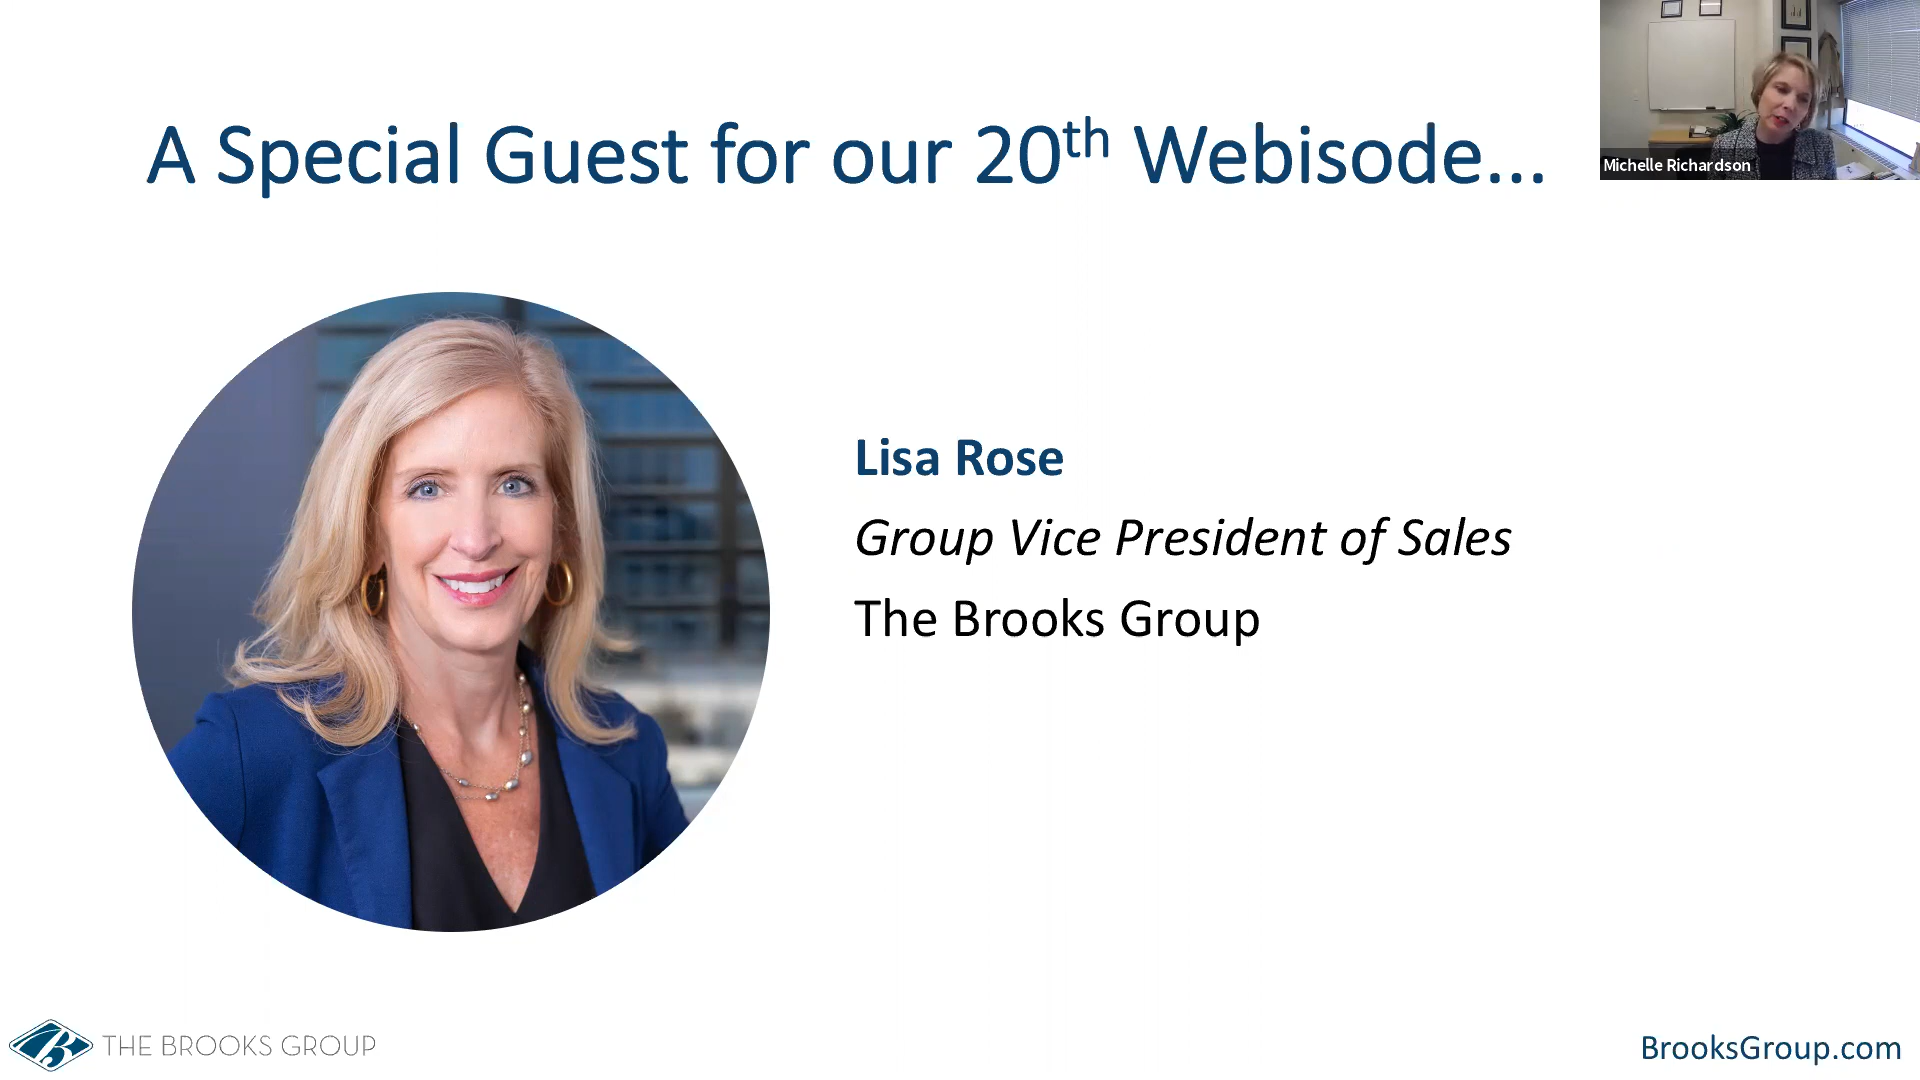 A Special Guest for our 20th Webisode...
Michelle Richardson
Lisa Rose
Group Vice President of Sales
The Brooks Group
THE BROOKS GROUP
BrooksGroup.com